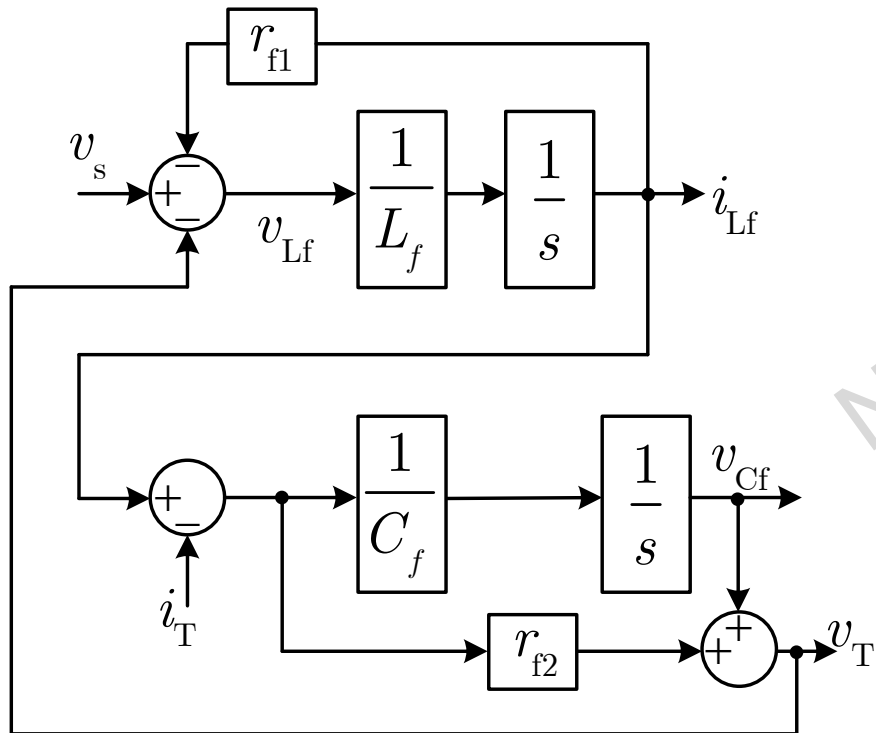 r_f1
v_s
−
+
−
v_Lf
1
L_f
1
s
i_Lf
+
−
i_T
1
C_f
1
s
v_Cf
r_f2
+
+
v_T